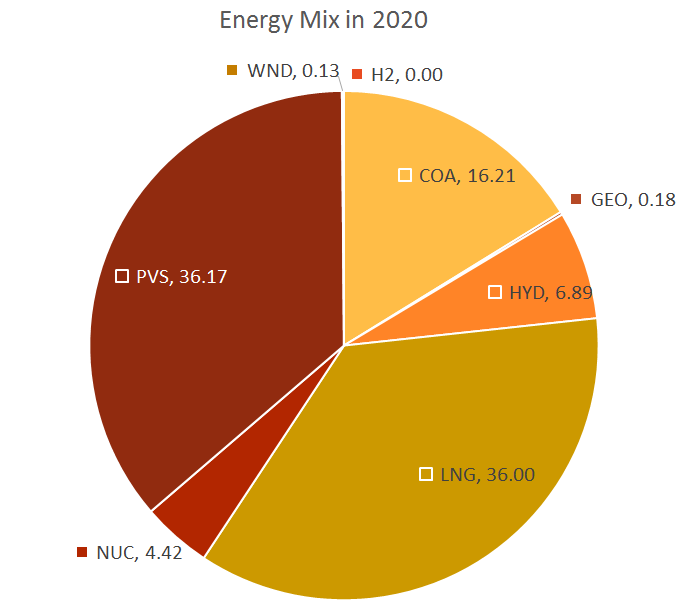 Energy Mix in 2020
WND, 0.13
H2, 0.00
COA, 16.21
GEO, 0.18
PVS, 36.17
HYD, 6.89
LNG, 36.00
NUC, 4.42